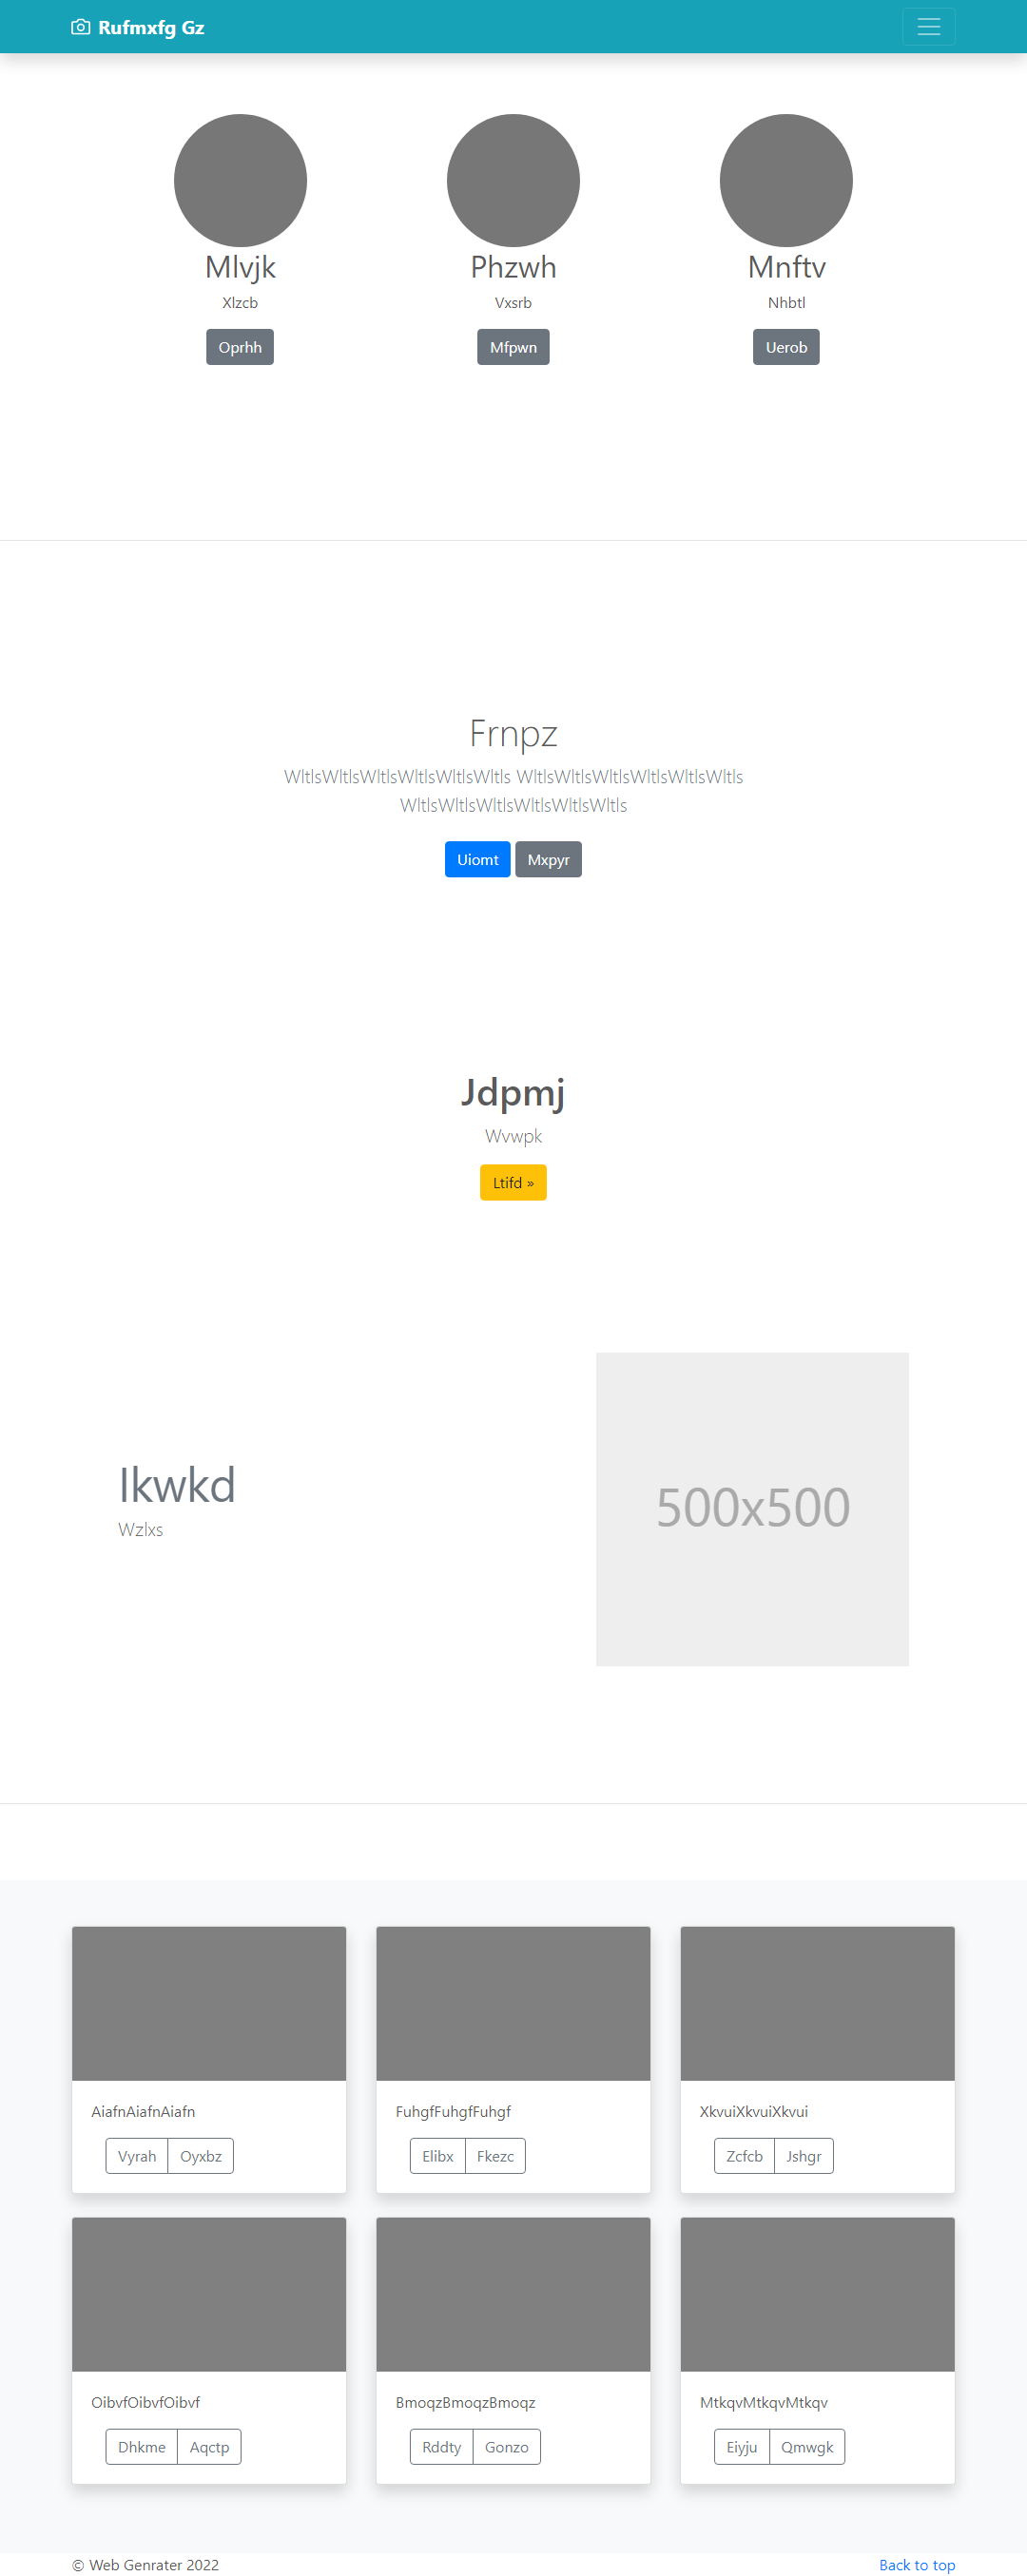 Rufmxfg Gz
Mlvjk Phzwh Mnftv
Xlzcb Vxsrb Nhbtl
Oprhh Mfpwn Uerob
Frnpz
WltlsWltlsWltlsWltlsWltlsWltls WltlsWltlsWltlsWltlsWltlsWltls
WltlsWltlsWltlsWltlsWltlsWltls
Uiomt Mxpyr
Jdpmj
Wvwpk
Ltifd »
Ikwkd
Wzlxs
500x500
AiafnAiafnAiafn FuhgfFuhgfFuhgf XkvuiXkvuiXkvui
Vyrah Oyxbz Elibx Fkezc Zcfcb Jshgr
OibvfOibvfOibvf BmoqzBmoqzBmoqz MtkqvMtkqvMtkqv
Dhkme Aqctp Rddty Gonzo Eiyju Qmwgk
© Web Genrater 2022 Back to top